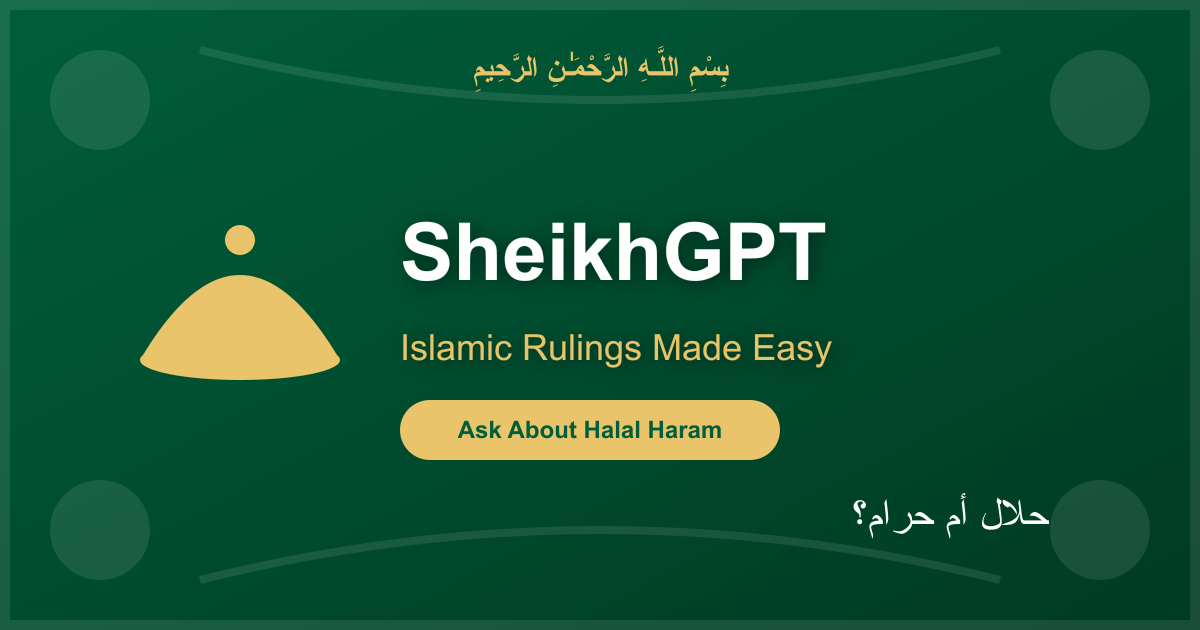 بِسْمِ اللَّـهِ الرَّحْمَـٰنِ الرَّحِيمِ
SheikhGPT
Islamic Rulings Made Easy
Ask About Halal Haram
حلال أم حرام؟